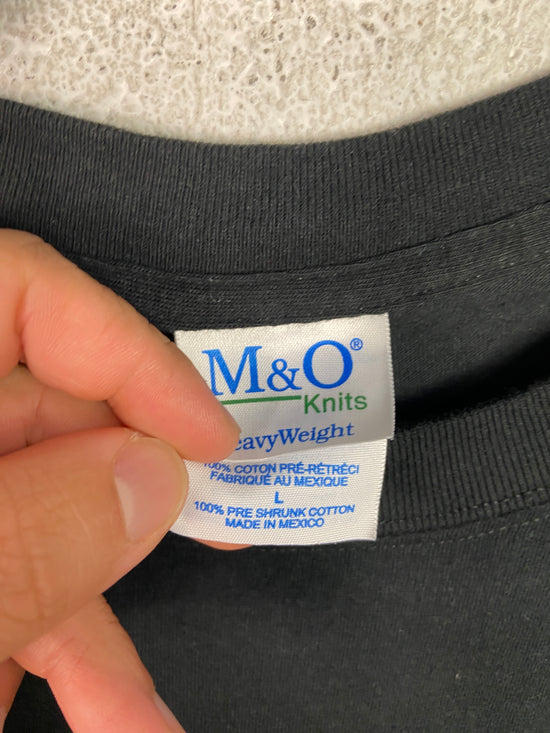 M&O®
Knits
eavyWeight
100% COTON PRÉ-RÉTRÉCI
FABRIQUÉ AU MEXIQUE
L
100% PRE SHRUNK COTTON
MADE IN MEXICO